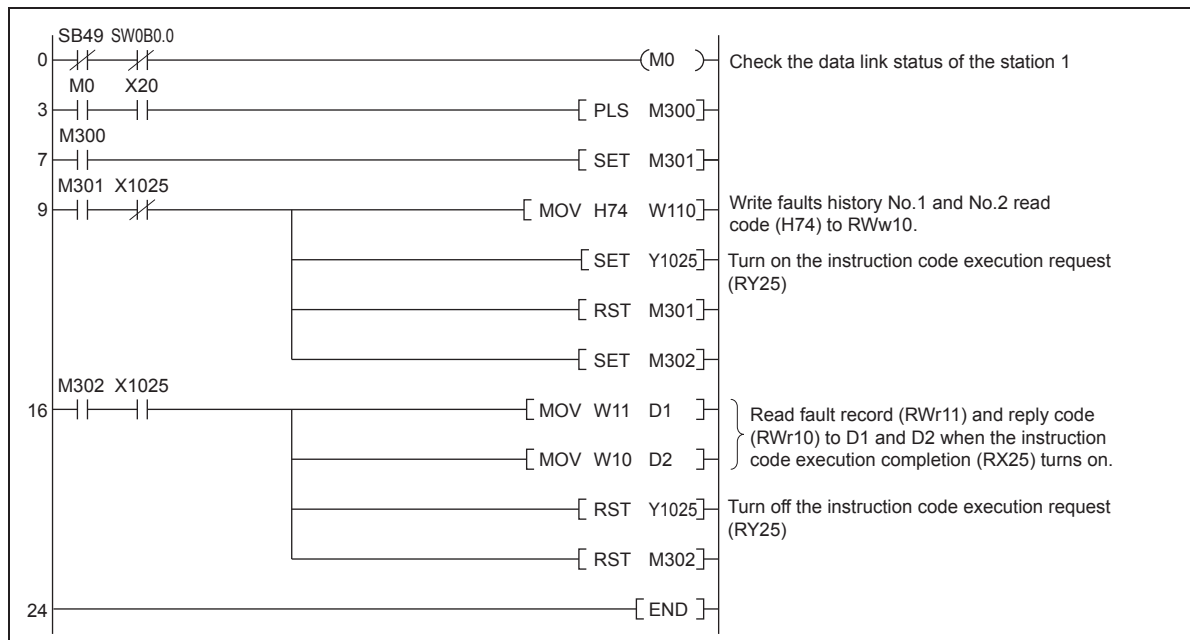 SB49 SW0B0.0
0 (M0 ) Check the data link status of the station 1
M0 X20
3 [ PLS M300]
M300
7 [ SET M301]
M301 X1025
9 [ MOV H74 W110] Write faults history No.1 and No.2 read
code (H74) to RWw10.
[ SET Y1025] Turn on the instruction code execution request
(RY25)
[ RST M301]
[ SET M302]
M302 X1025
16 [ MOV W11 D1 ] Read fault record (RWr11) and reply code
(RWr10) to D1 and D2 when the instruction
[ MOV W10 D2 ] code execution completion (RX25) turns on.
[ RST Y1025] Turn off the instruction code execution request
(RY25)
[ RST M302]
24 [ END ]